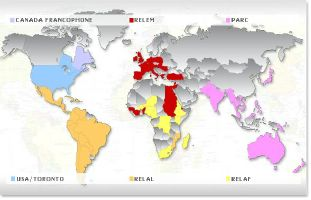 CANADA FRANCOPHONE RELEM PARC
USA/TORONTO RELAL RELAF